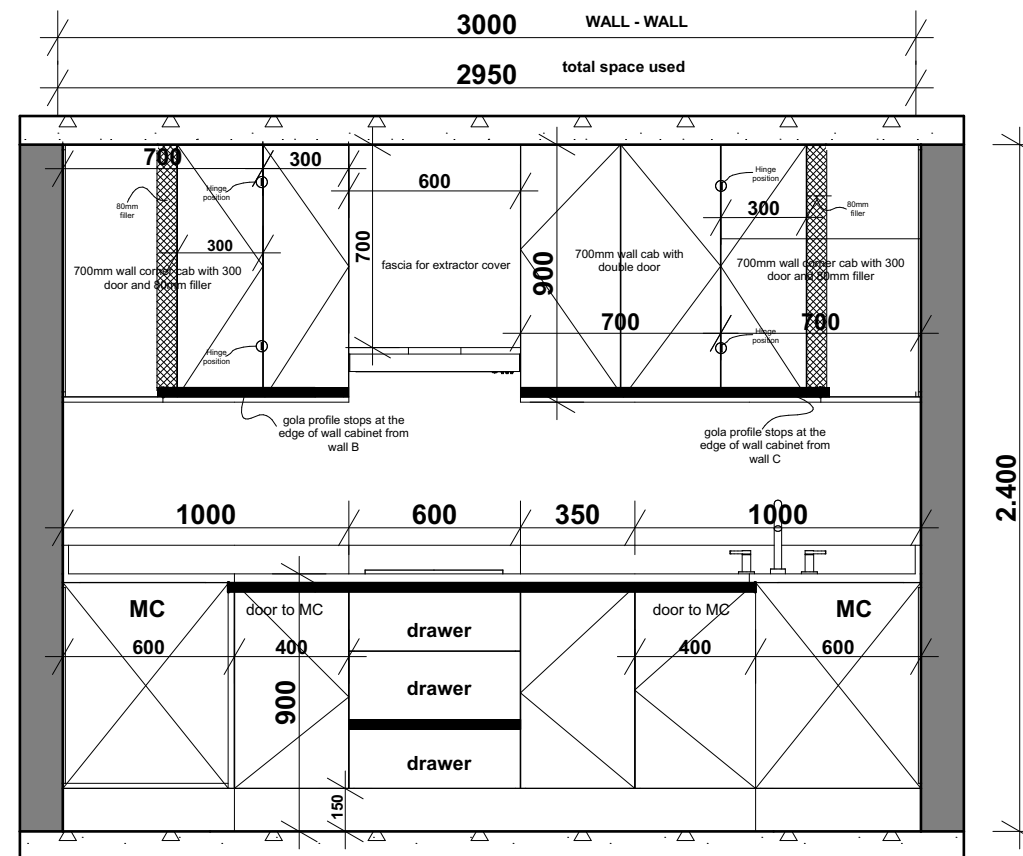 3000 WALL - WALL
2950 total space used
700 300
Hinge
position
80mm
filler
600
Hinge
position
80mm
filler
300
300
700
900
700mm wall corner cab with 300
door and 80mm filler
fascia for extractor cover
700mm wall cab with
double door
700mm wall corner cab with 300
door and 80mm filler
700 700
Hinge
position
Hinge
position
gola profile stops at the
edge of wall cabinet from
wall B
gola profile stops at the
edge of wall cabinet from
wall C
2.400
1000 600 350 1000
MC door to MC drawer door to MC MC
600 400 400 600
drawer
900
drawer
150